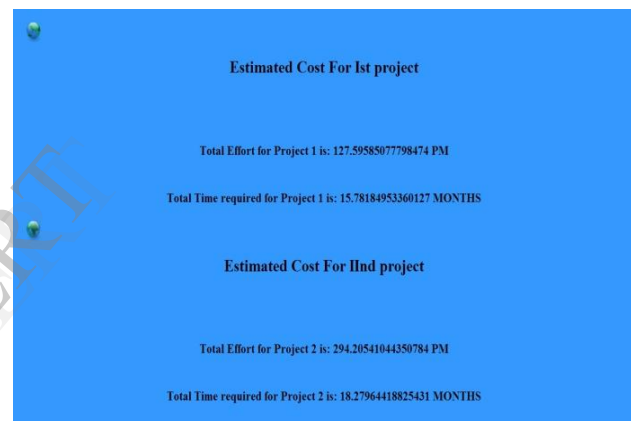 Estimated Cost For Ist project
Total Effort for Project 1 is: 127.59585077798474 PM
Total Time required for Project 1 is: 15.78184953360127 MONTHS
Estimated Cost For IInd project
Total Effort for Project 2 is: 294.20541044350784 PM
Total Time required for Project 2 is: 18.27964418825431 MONTHS